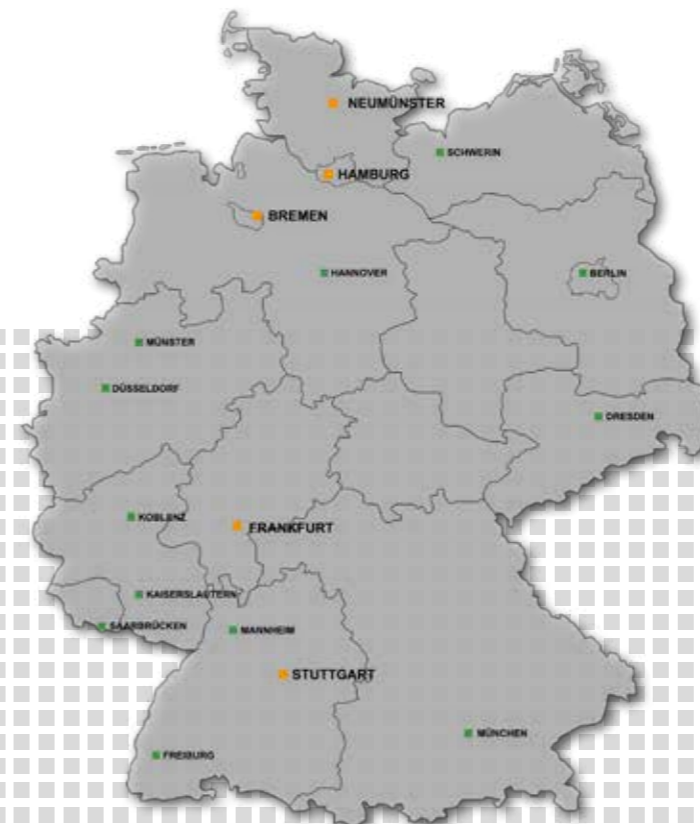 NEUMÜNSTER
SCHWERIN
HAMBURG
BREMEN
HANNOVER
BERLIN
MÜNSTER
DÜSSELDORF
DRESDEN
KOBLENZ
FRANKFURT
KAISERSLAUTERN
SAARBRÜCKEN
MANNHEIM
STUTTGART
MÜNCHEN
FREIBURG